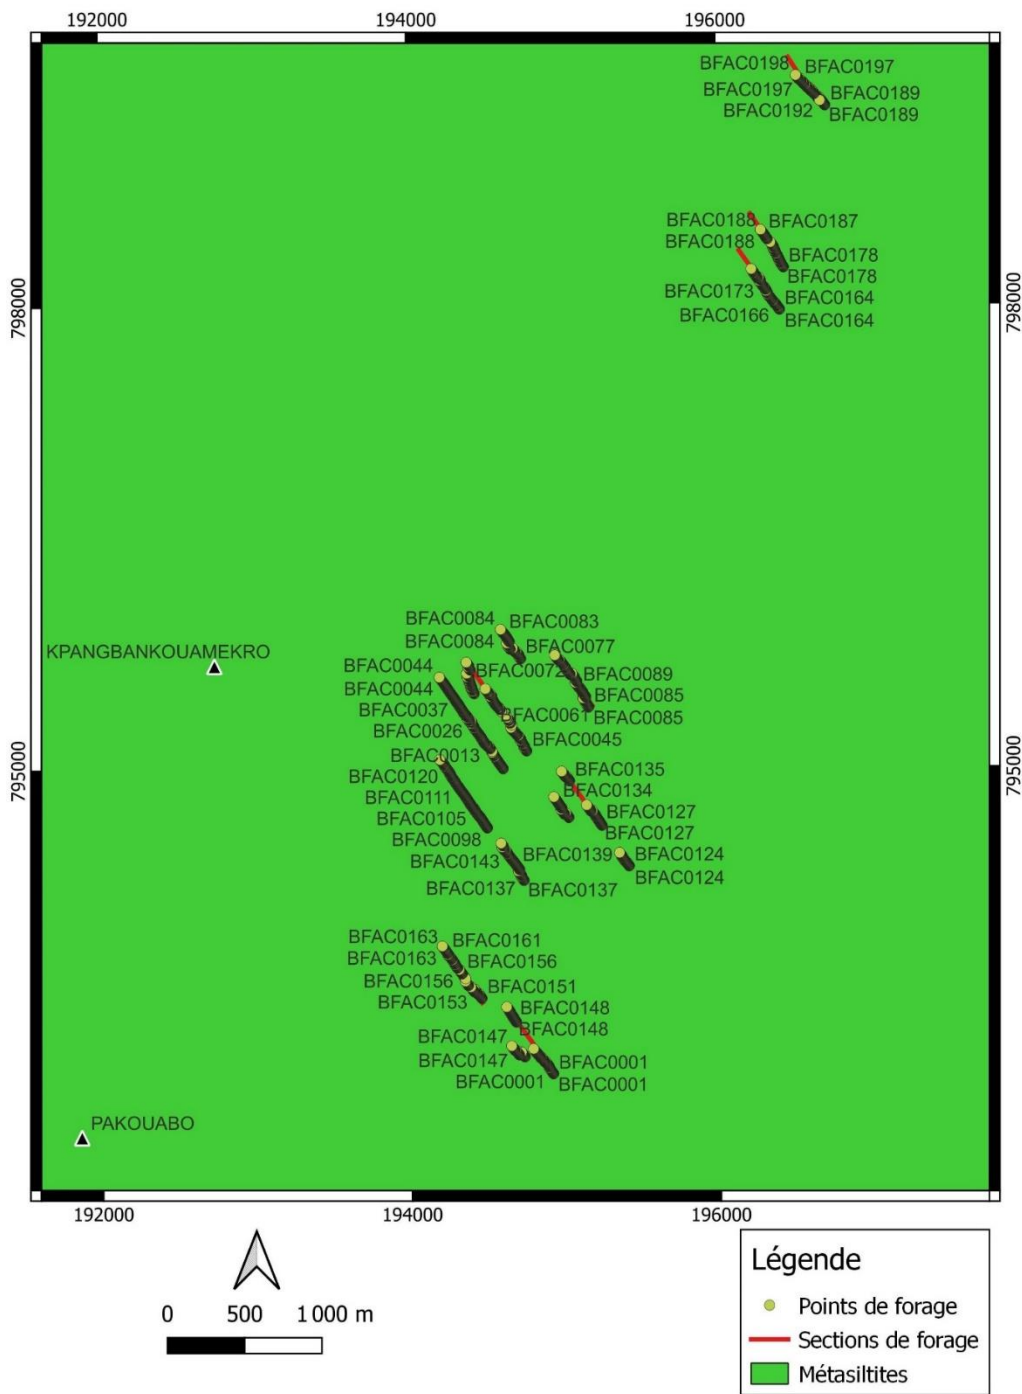 192000 194000 196000
BFAC0198 BFAC0197
BFAC0197 BFAC0189
BFAC0192 BFAC0189
BFAC0188 BFAC0187
BFAC0188
BFAC0178
BFAC0178
BFAC0173 BFAC0164
BFAC0166 BFAC0164
798000
798000
BFAC0084 BFAC0083
BFAC0084 BFAC0077
KPANGBANKOUAMEKRO
BFAC0044 BFAC0072 BFAC0089
BFAC0044
BFAC0085
BFAC0037 BFAC0061 BFAC0085
BFAC0026 BFAC0045
BFAC0013
795000
795000
BFAC0120 BFAC0135
BFAC0134
BFAC0111
BFAC0127
BFAC0105 BFAC0127
BFAC0098
BFAC0143 BFAC0139 BFAC0124
BFAC0137 BFAC0137 BFAC0124
BFAC0163 BFAC0161
BFAC0163 BFAC0156
BFAC0156 BFAC0151
BFAC0153 BFAC0148
BFAC0147 BFAC0148
BFAC0147 BFAC0001
BFAC0001 BFAC0001
PAKOUABO
192000 194000 196000
0 500 1 000 m
Légende
Points de forage
Sections de forage
Métasiltites